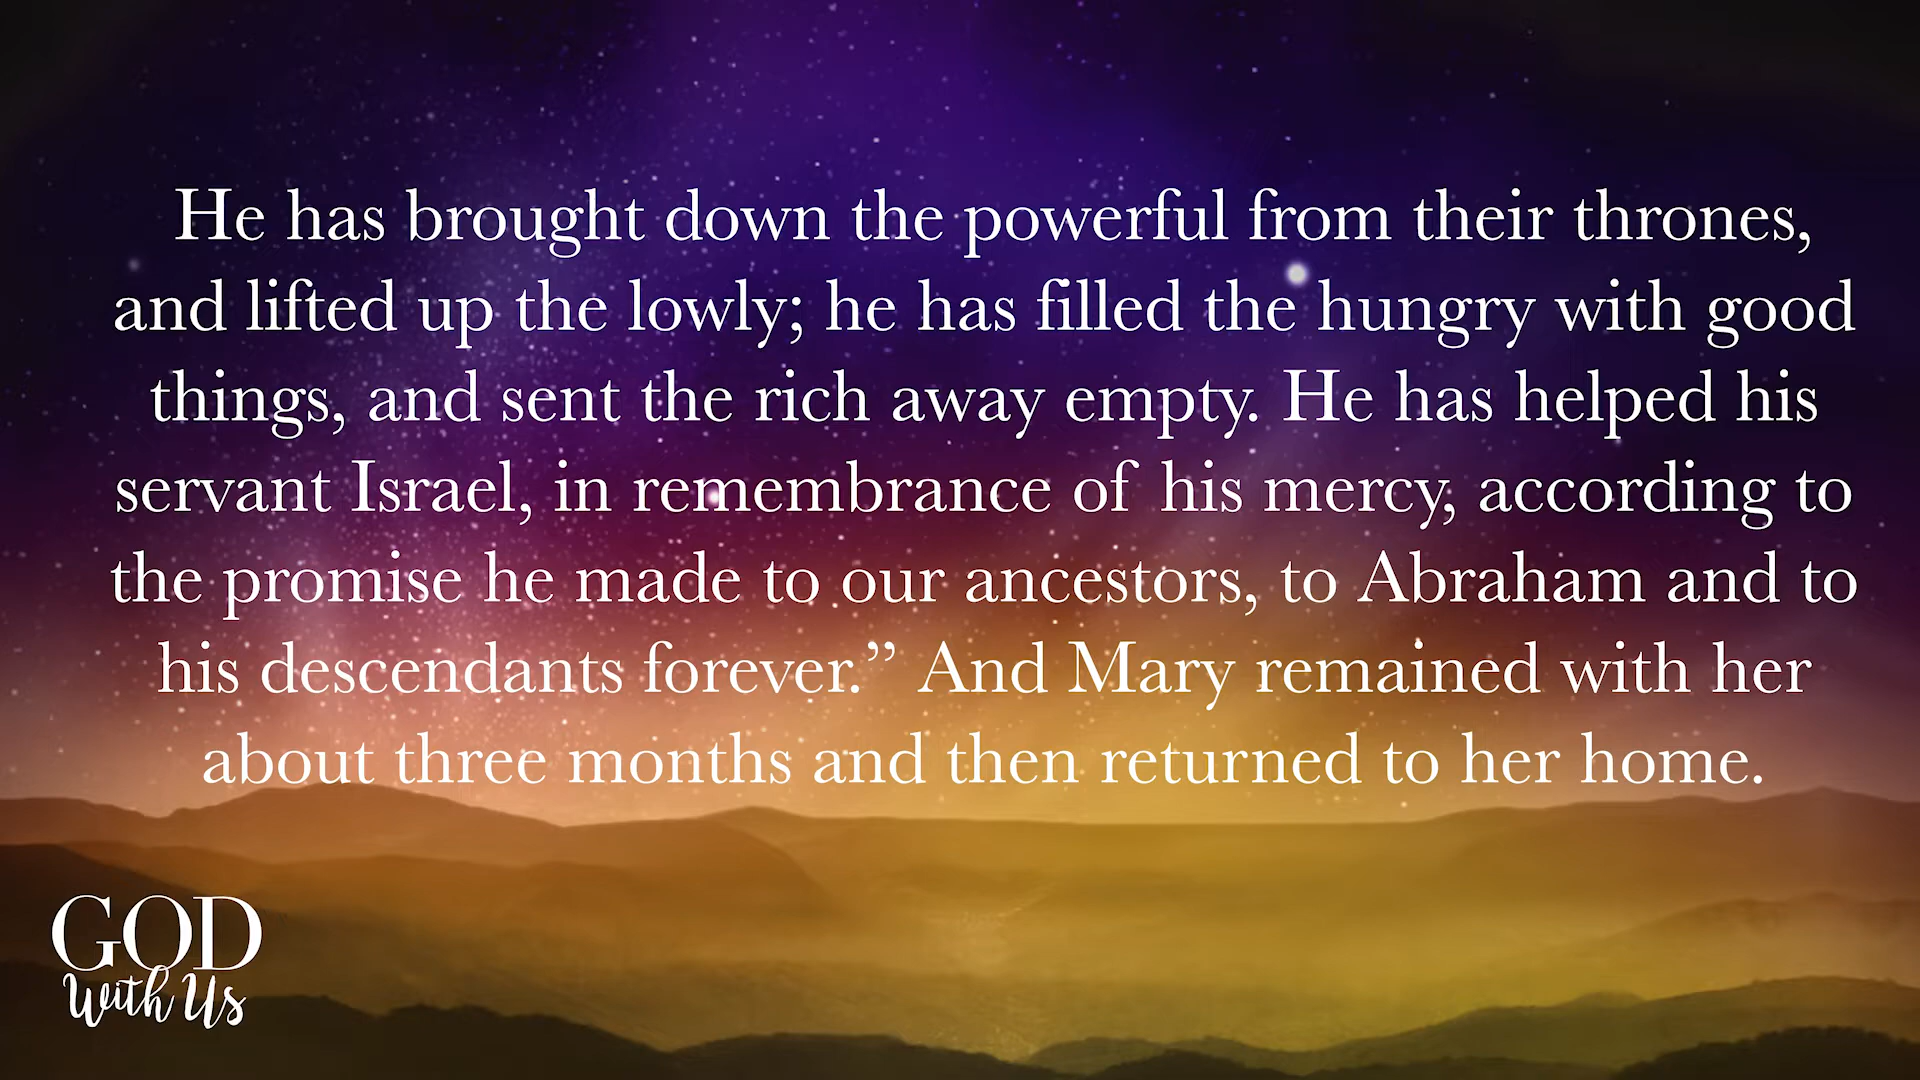 He has brought down the powerful from their thrones,
and lifted up the lowly; he has filled the hungry with good
things, and sent the rich away empty. He has helped his
servant Israel, in remembrance of his mercy, according to
the promise he made to our ancestors, to Abraham and to
his descendants forever.” And Mary remained with her
about three months and then returned to her home.
GOD
With Us